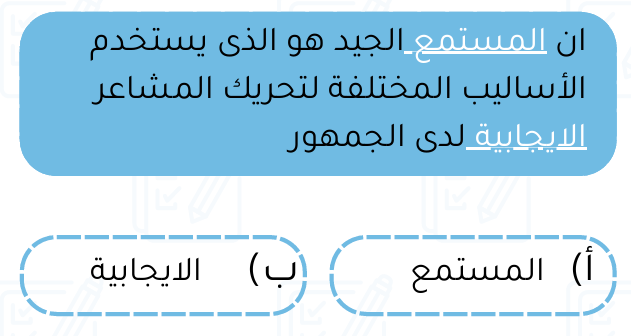 ان المستمع الجيد هو الذى يستخدم
الأساليب المختلفة لتحريك المشاعر
الايجابية لدى الجمهور
أ) المستمع
ب) الايجابية